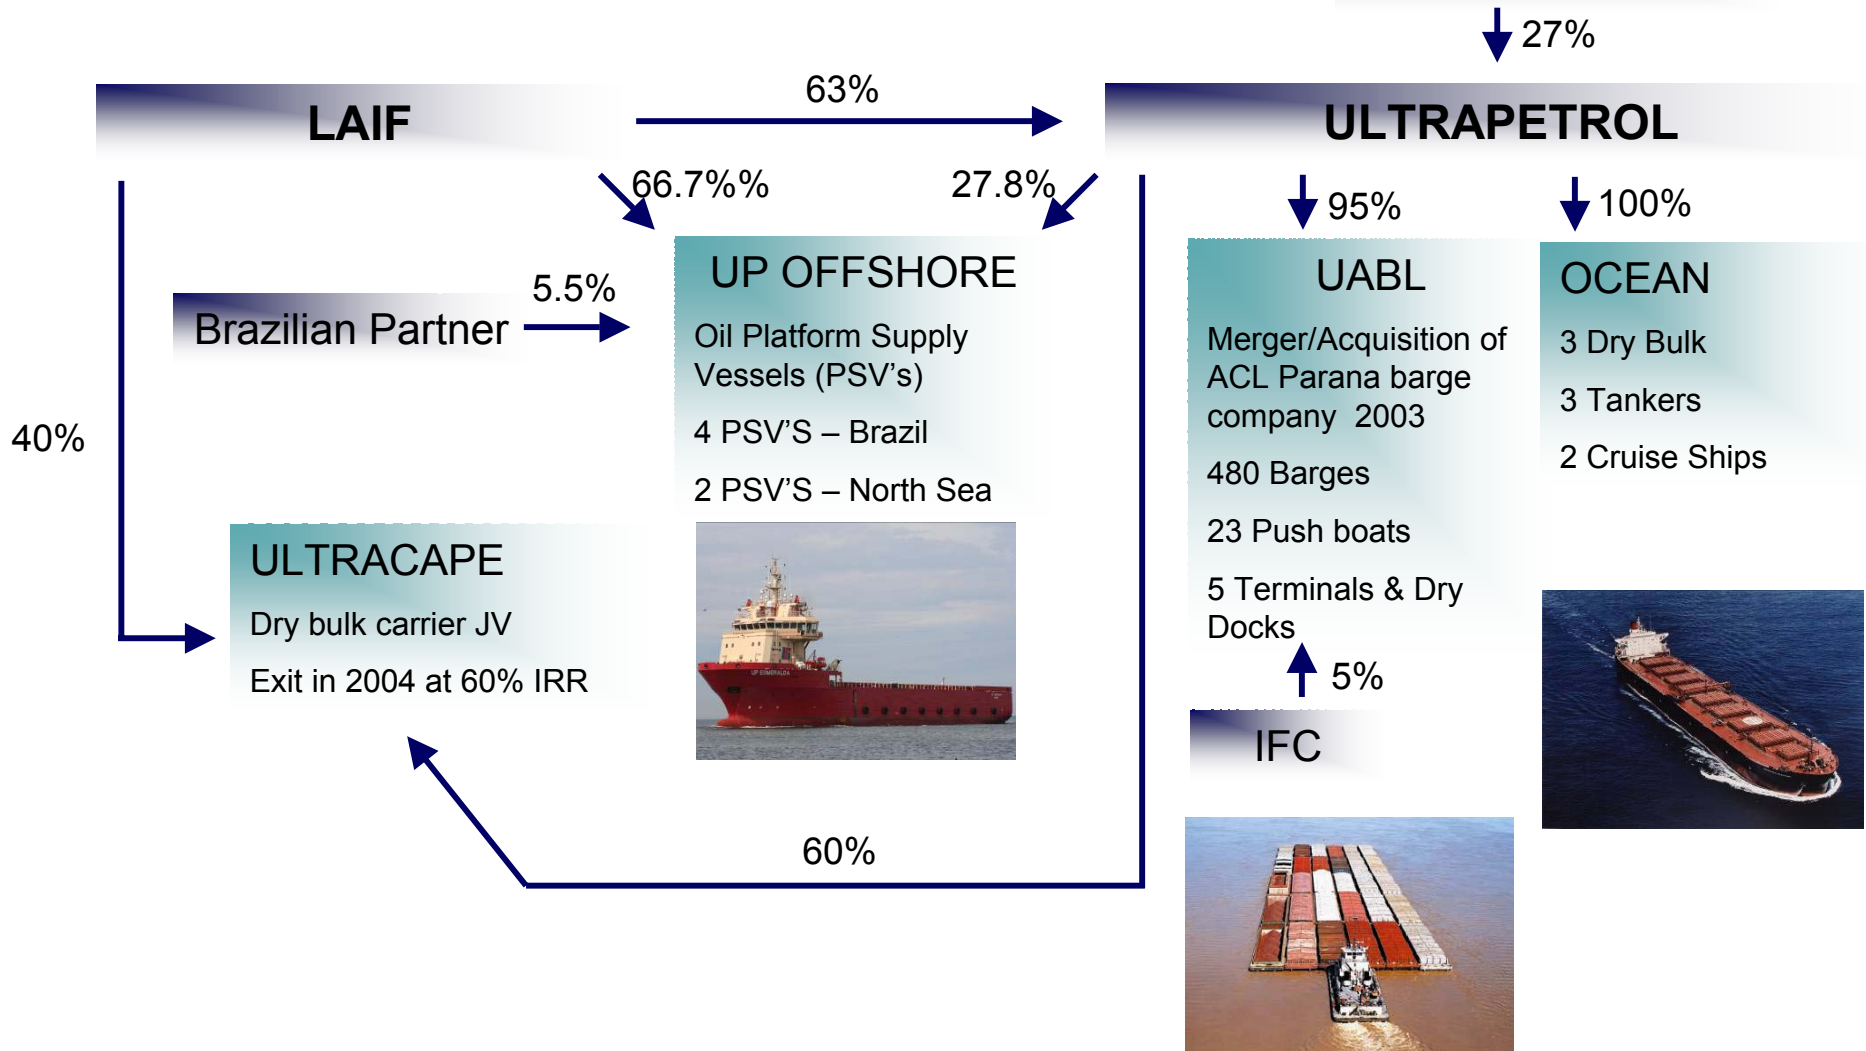 27%
63%
LAIF
ULTRAPETROL
66.7%%
27.8%
95%
100%
UP OFFSHORE
Oil Platform Supply
Vessels (PSV's)
4 PSV'S – Brazil
2 PSV'S – North Sea
5.5%
Brazilian Partner
40%
UABL
Merger/Acquisition of
ACL Parana barge
company 2003
480 Barges
23 Push boats
5 Terminals & Dry
Docks
OCEAN
3 Dry Bulk
3 Tankers
2 Cruise Ships
ULTRACAPE
Dry bulk carrier JV
Exit in 2004 at 60% IRR
UP ESMERALDA
5%
IFC
60%